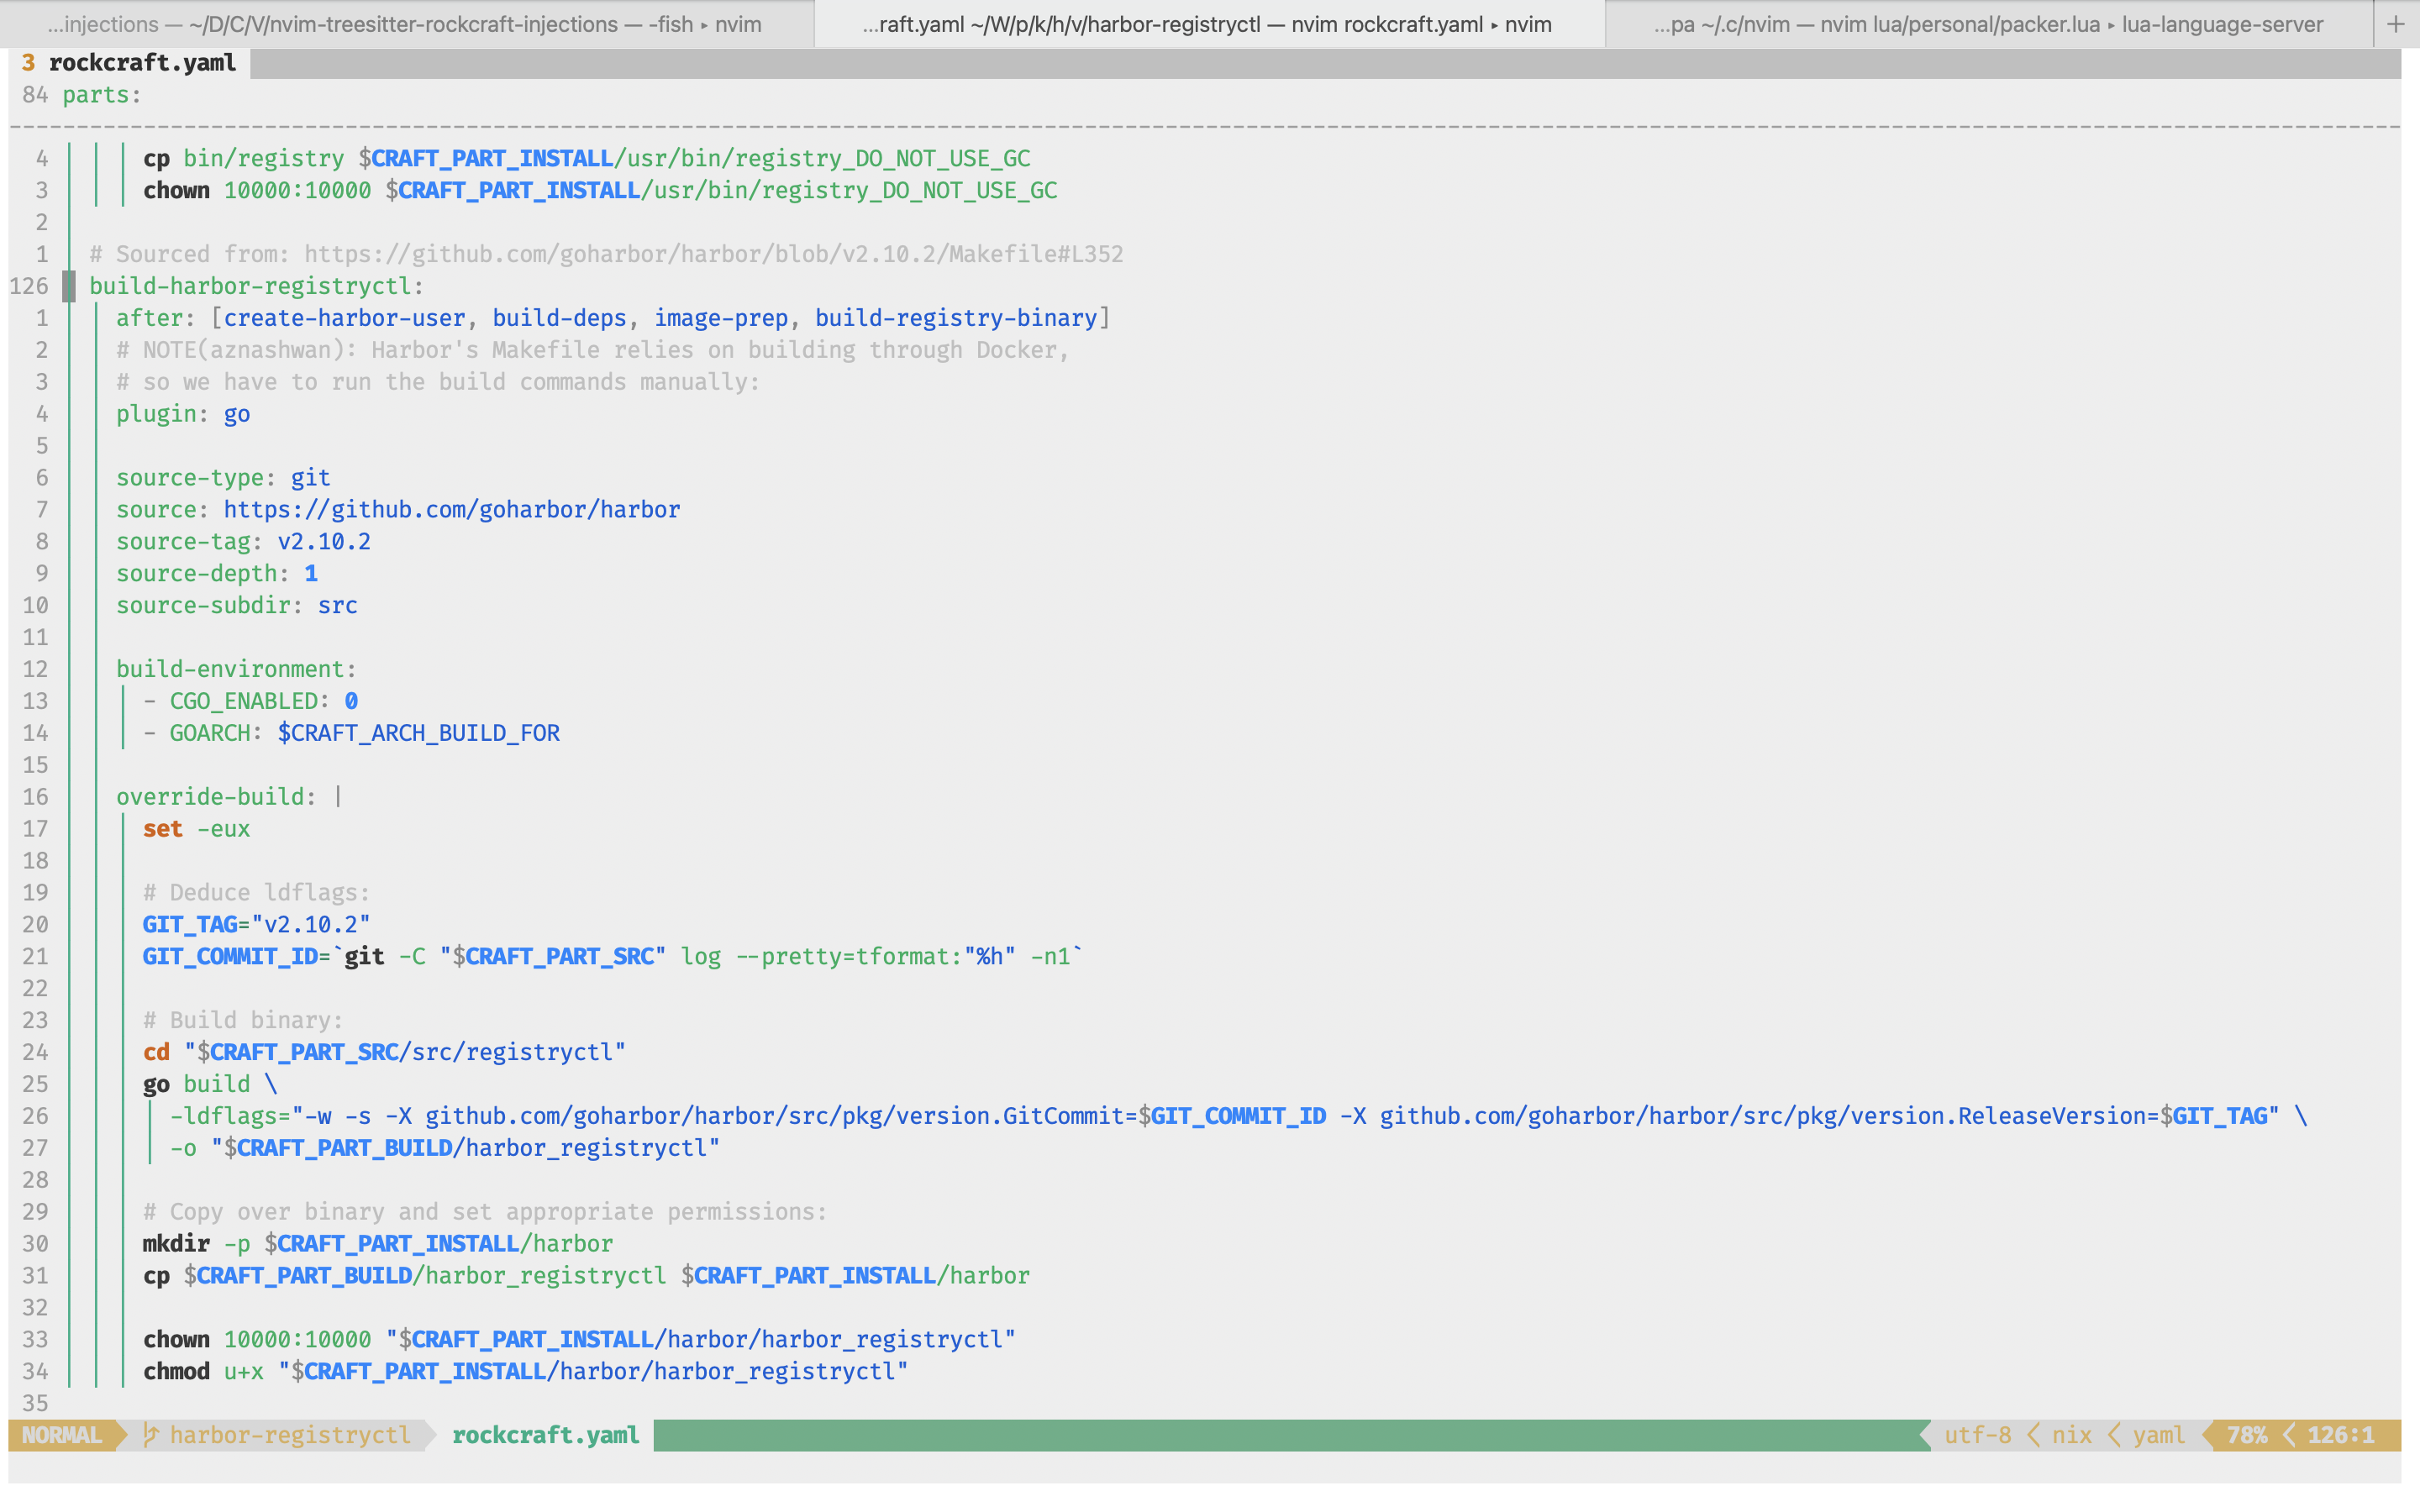 ...injections — ~/D/C/V/nvim-treesitter-rockcraft-injections — -fish ▸ nvim
...raft.yaml ~/W/p/k/h/v/harbor-registryctl — nvim rockcraft.yaml ▸ nvim
...pa ~/.c/nvim — nvim lua/personal/packer.lua ▸ lua-language-server
+
3 rockcraft.yaml
84 parts:
4 cp bin/registry $CRAFT_PART_INSTALL/usr/bin/registry_DO_NOT_USE_GC
3 chown 10000:10000 $CRAFT_PART_INSTALL/usr/bin/registry_DO_NOT_USE_GC
2
1 # Sourced from: https://github.com/goharbor/harbor/blob/v2.10.2/Makefile#L352
126 build-harbor-registryctl:
1 after: [create-harbor-user, build-deps, image-prep, build-registry-binary]
2 # NOTE(aznashwan): Harbor's Makefile relies on building through Docker,
3 # so we have to run the build commands manually:
4 plugin: go
5
6 source-type: git
7 source: https://github.com/goharbor/harbor
8 source-tag: v2.10.2
9 source-depth: 1
10 source-subdir: src
11
12 build-environment:
13 - CGO_ENABLED: 0
14 - GOARCH: $CRAFT_ARCH_BUILD_FOR
15
16 override-build: |
17 set -eux
18
19 # Deduce ldflags:
20 GIT_TAG="v2.10.2"
21 GIT_COMMIT_ID=`git -C "$CRAFT_PART_SRC" log --pretty=tformat:"%h" -n1`
22
23 # Build binary:
24 cd "$CRAFT_PART_SRC/src/registryctl"
25 go build \
26 -ldflags="-w -s -X github.com/goharbor/harbor/src/pkg/version.GitCommit=$GIT_COMMIT_ID -X github.com/goharbor/harbor/src/pkg/version.ReleaseVersion=$GIT_TAG" \
27 -o "$CRAFT_PART_BUILD/harbor_registryctl"
28
29 # Copy over binary and set appropriate permissions:
30 mkdir -p $CRAFT_PART_INSTALL/harbor
31 cp $CRAFT_PART_BUILD/harbor_registryctl $CRAFT_PART_INSTALL/harbor
32
33 chown 10000:10000 "$CRAFT_PART_INSTALL/harbor/harbor_registryctl"
34 chmod u+x "$CRAFT_PART_INSTALL/harbor/harbor_registryctl"
35
NORMAL harbor-registryctl rockcraft.yaml utf-8 nix yaml 78% 126:1